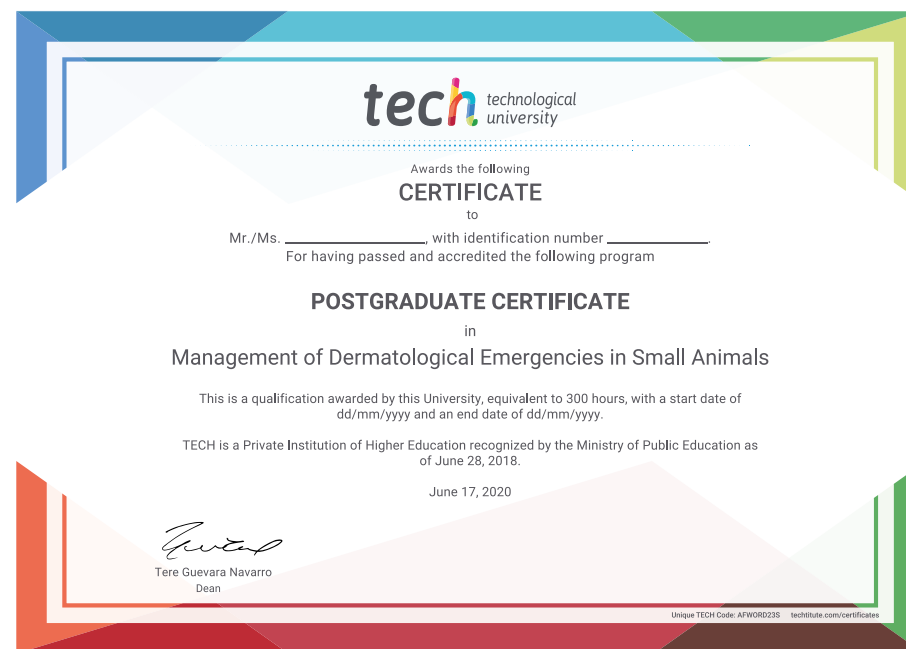 tech technological
university
Awards the following
CERTIFICATE
to
Mr./Ms. ____________________, with identification number ______________.
For having passed and accredited the following program
POSTGRADUATE CERTIFICATE
in
Management of Dermatological Emergencies in Small Animals
This is a qualification awarded by this University, equivalent to 300 hours, with a start date of
dd/mm/yyyy and an end date of dd/mm/yyyy.
TECH is a Private Institution of Higher Education recognized by the Ministry of Public Education as
of June 28, 2018.
June 17, 2020
Tere Guevara Navarro
Dean
Unique TECH Code: AFWORD23S techtitute.com/certificates